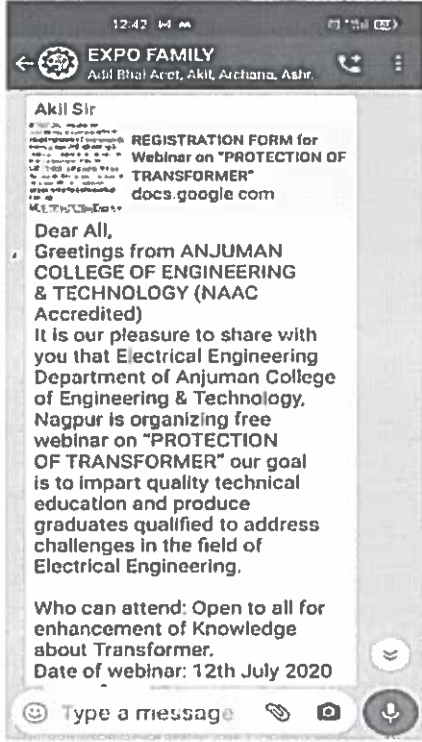 12:42
EXPO FAMILY
Adil Bhai Acet, Akil, Archana, Ashr.
Akil Sir
REGISTRATION FORM for
Webinar on "PROTECTION OF
TRANSFORMER"
docs.google com
Dear All,
Greetings from ANJUMAN
COLLEGE OF ENGINEERING
& TECHNOLOGY (NAAC
Accredited)
It is our pleasure to share with
you that Electrical Engineering
Department of Anjuman College
of Engineering & Technology,
Nagpur is organizing free
webinar on "PROTECTION
OF TRANSFORMER" our goal
is to impart quality technical
education and produce
graduates qualified to address
challenges in the field of
Electrical Engineering.
Who can attend: Open to all for
enhancement of Knowledge
about Transformer.
Date of webinar: 12th July 2020
Type a message